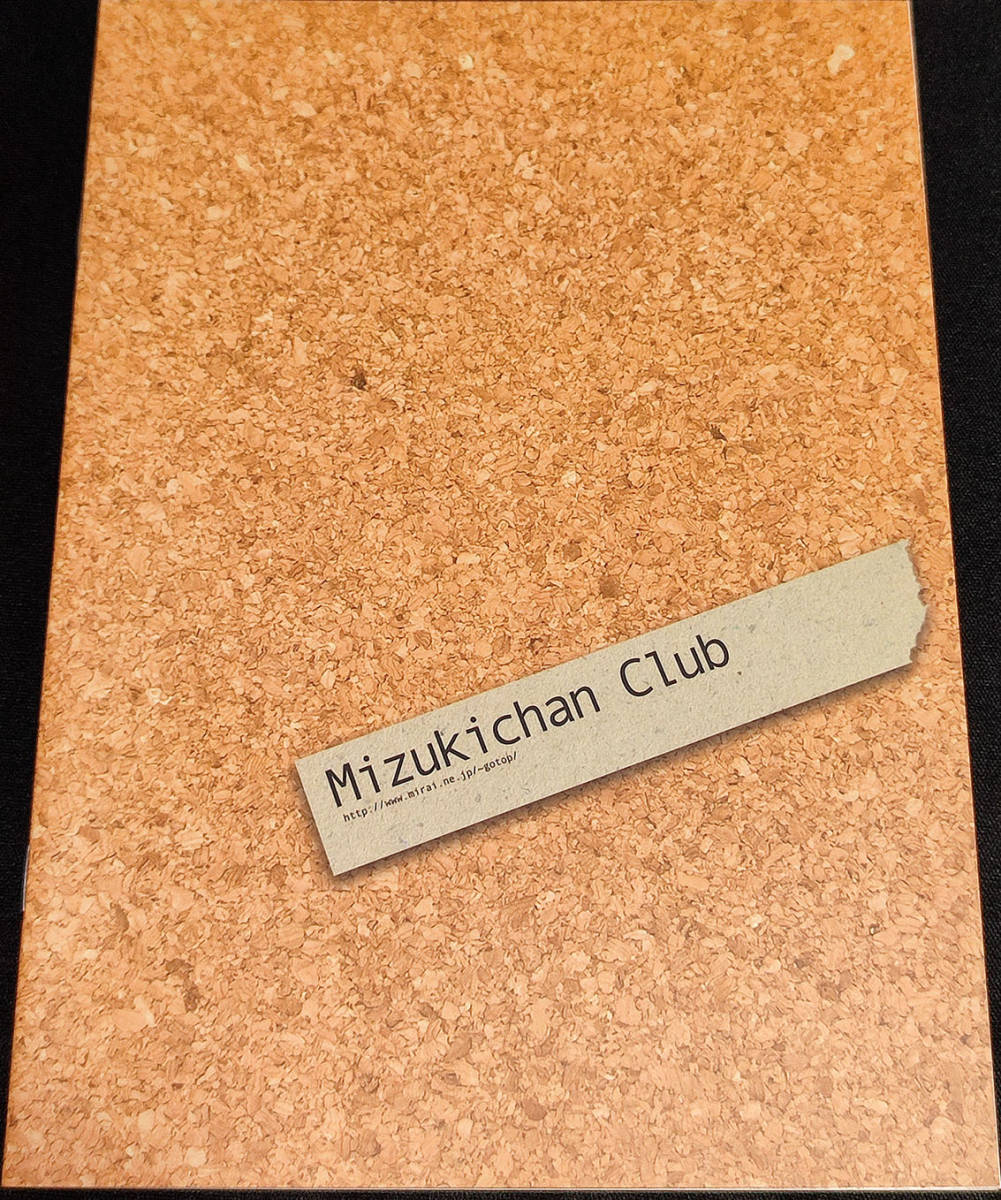 Mizukichan Club
http://www.mirai.ne.jp/~gotop/